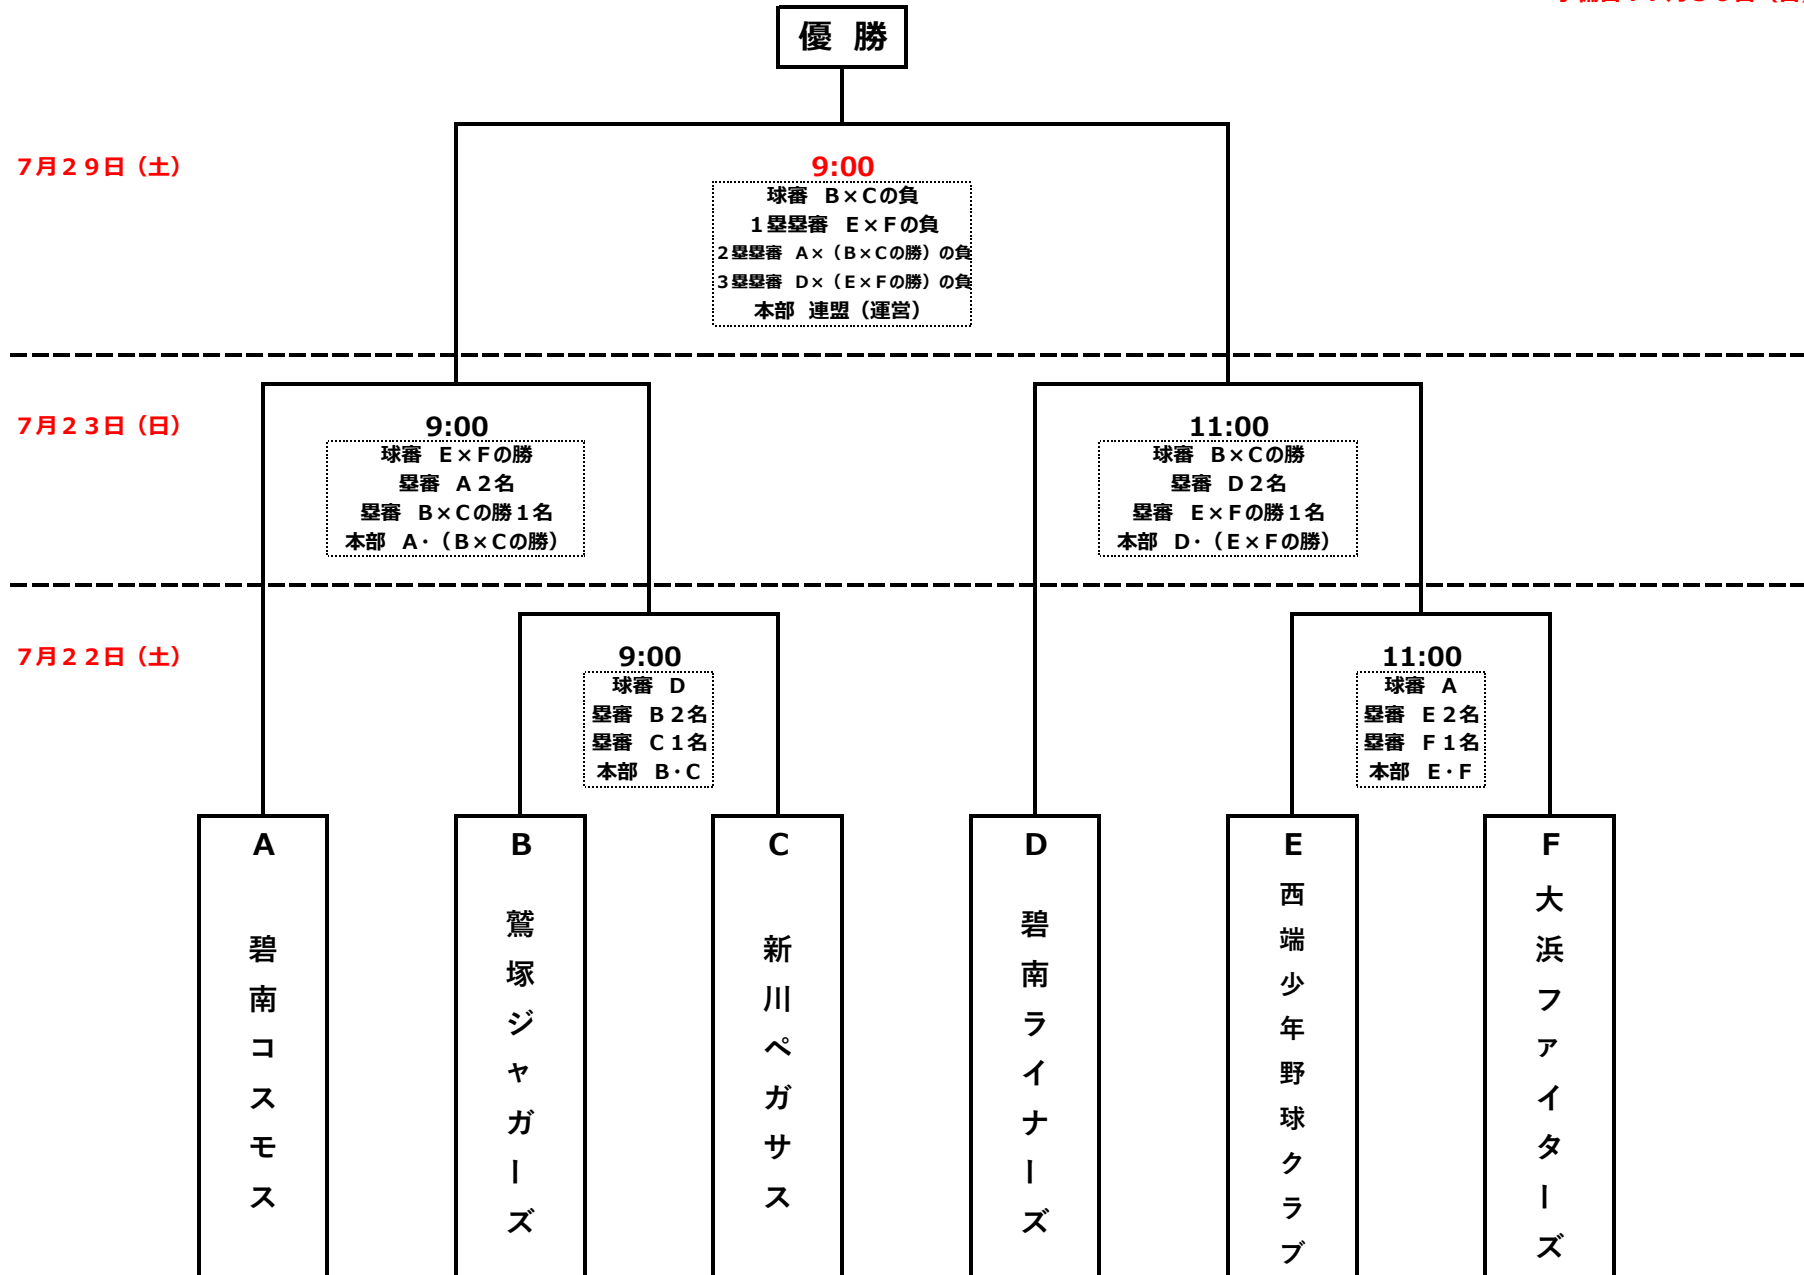 優 勝
7月29日（土）
9:00
球審 B×Cの負
1塁塁審 E×Fの負
2塁塁審 A×（B×Cの勝）の負
3塁塁審 D×（E×Fの勝）の負
本部 連盟（運営）
7月23日（日）
9:00
球審 E×Fの勝
塁審 A2名
塁審 B×Cの勝1名
本部 A・（B×Cの勝）
11:00
球審 B×Cの勝
塁審 D2名
塁審 E×Fの勝1名
本部 D・（E×Fの勝）
7月22日（土）
9:00
球審 D
塁審 B2名
塁審 C1名
本部 B・C
11:00
球審 A
塁審 E2名
塁審 F1名
本部 E・F
A
碧南コスモス
B
鷲塚ジャガーズ
C
新川ペガサス
D
碧南ライナーズ
E
西端少年野球クラブ
F
大浜ファイターズ